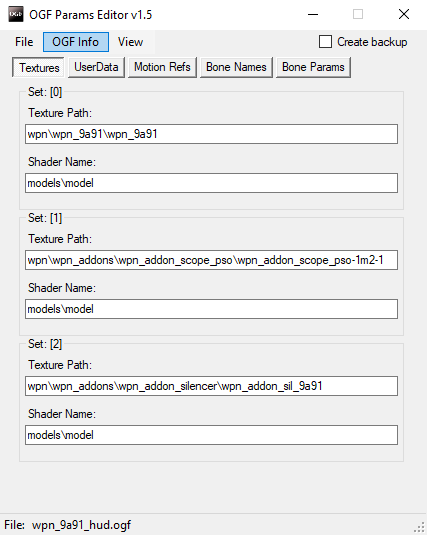 OGF OGF Params Editor v1.5
File OGF Info View Create backup
Textures UserData Motion Refs Bone Names Bone Params
Set: [0]
Texture Path:
wpn\wpn_9a91\wpn_9a91
Shader Name:
models\model
Set: [1]
Texture Path:
wpn\wpn_addons\wpn_addon_scope_pso\wpn_addon_scope_pso-1m2-1
Shader Name:
models\model
Set: [2]
Texture Path:
wpn\wpn_addons\wpn_addon_silencer\wpn_addon_sil_9a91
Shader Name:
models\model
File: wpn_9a91_hud.ogf